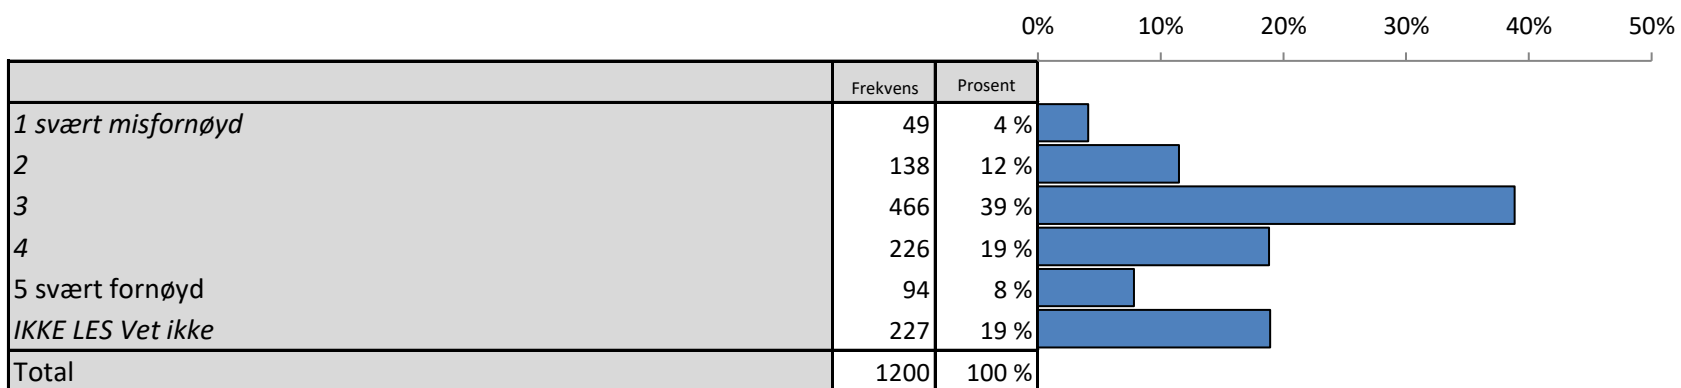 0% 10% 20% 30% 40% 50%
Frekvens Prosent
1 svært misfornøyd 49 4 %
2 138 12 %
3 466 39 %
4 226 19 %
5 svært fornøyd 94 8 %
IKKE LES Vet ikke 227 19 %
Total 1200 100 %